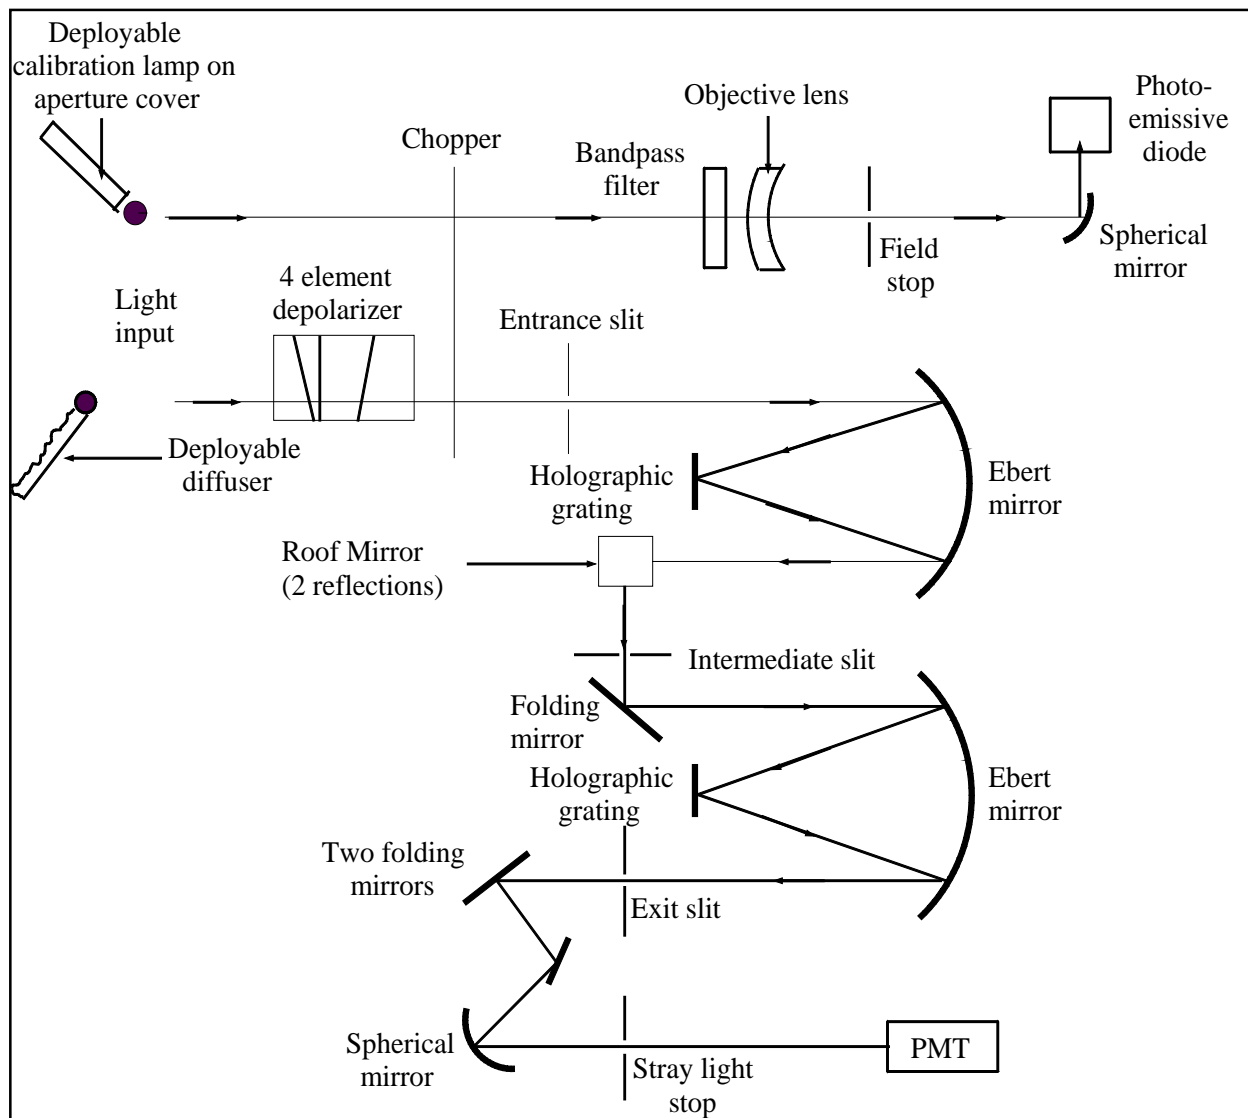 Deployable
calibration lamp on
aperture cover
Chopper
Objective lens
Bandpass
filter
Photo-
emissive
diode
Spherical
mirror
Field
stop
Light
input
4 element
depolarizer
Entrance slit
Deployable
diffuser
Holographic
grating
Ebert
mirror
Roof Mirror
(2 reflections)
Intermediate slit
Folding
mirror
Holographic
grating
Ebert
mirror
Two folding
mirrors
Exit slit
Spherical
mirror
Stray light
stop
PMT